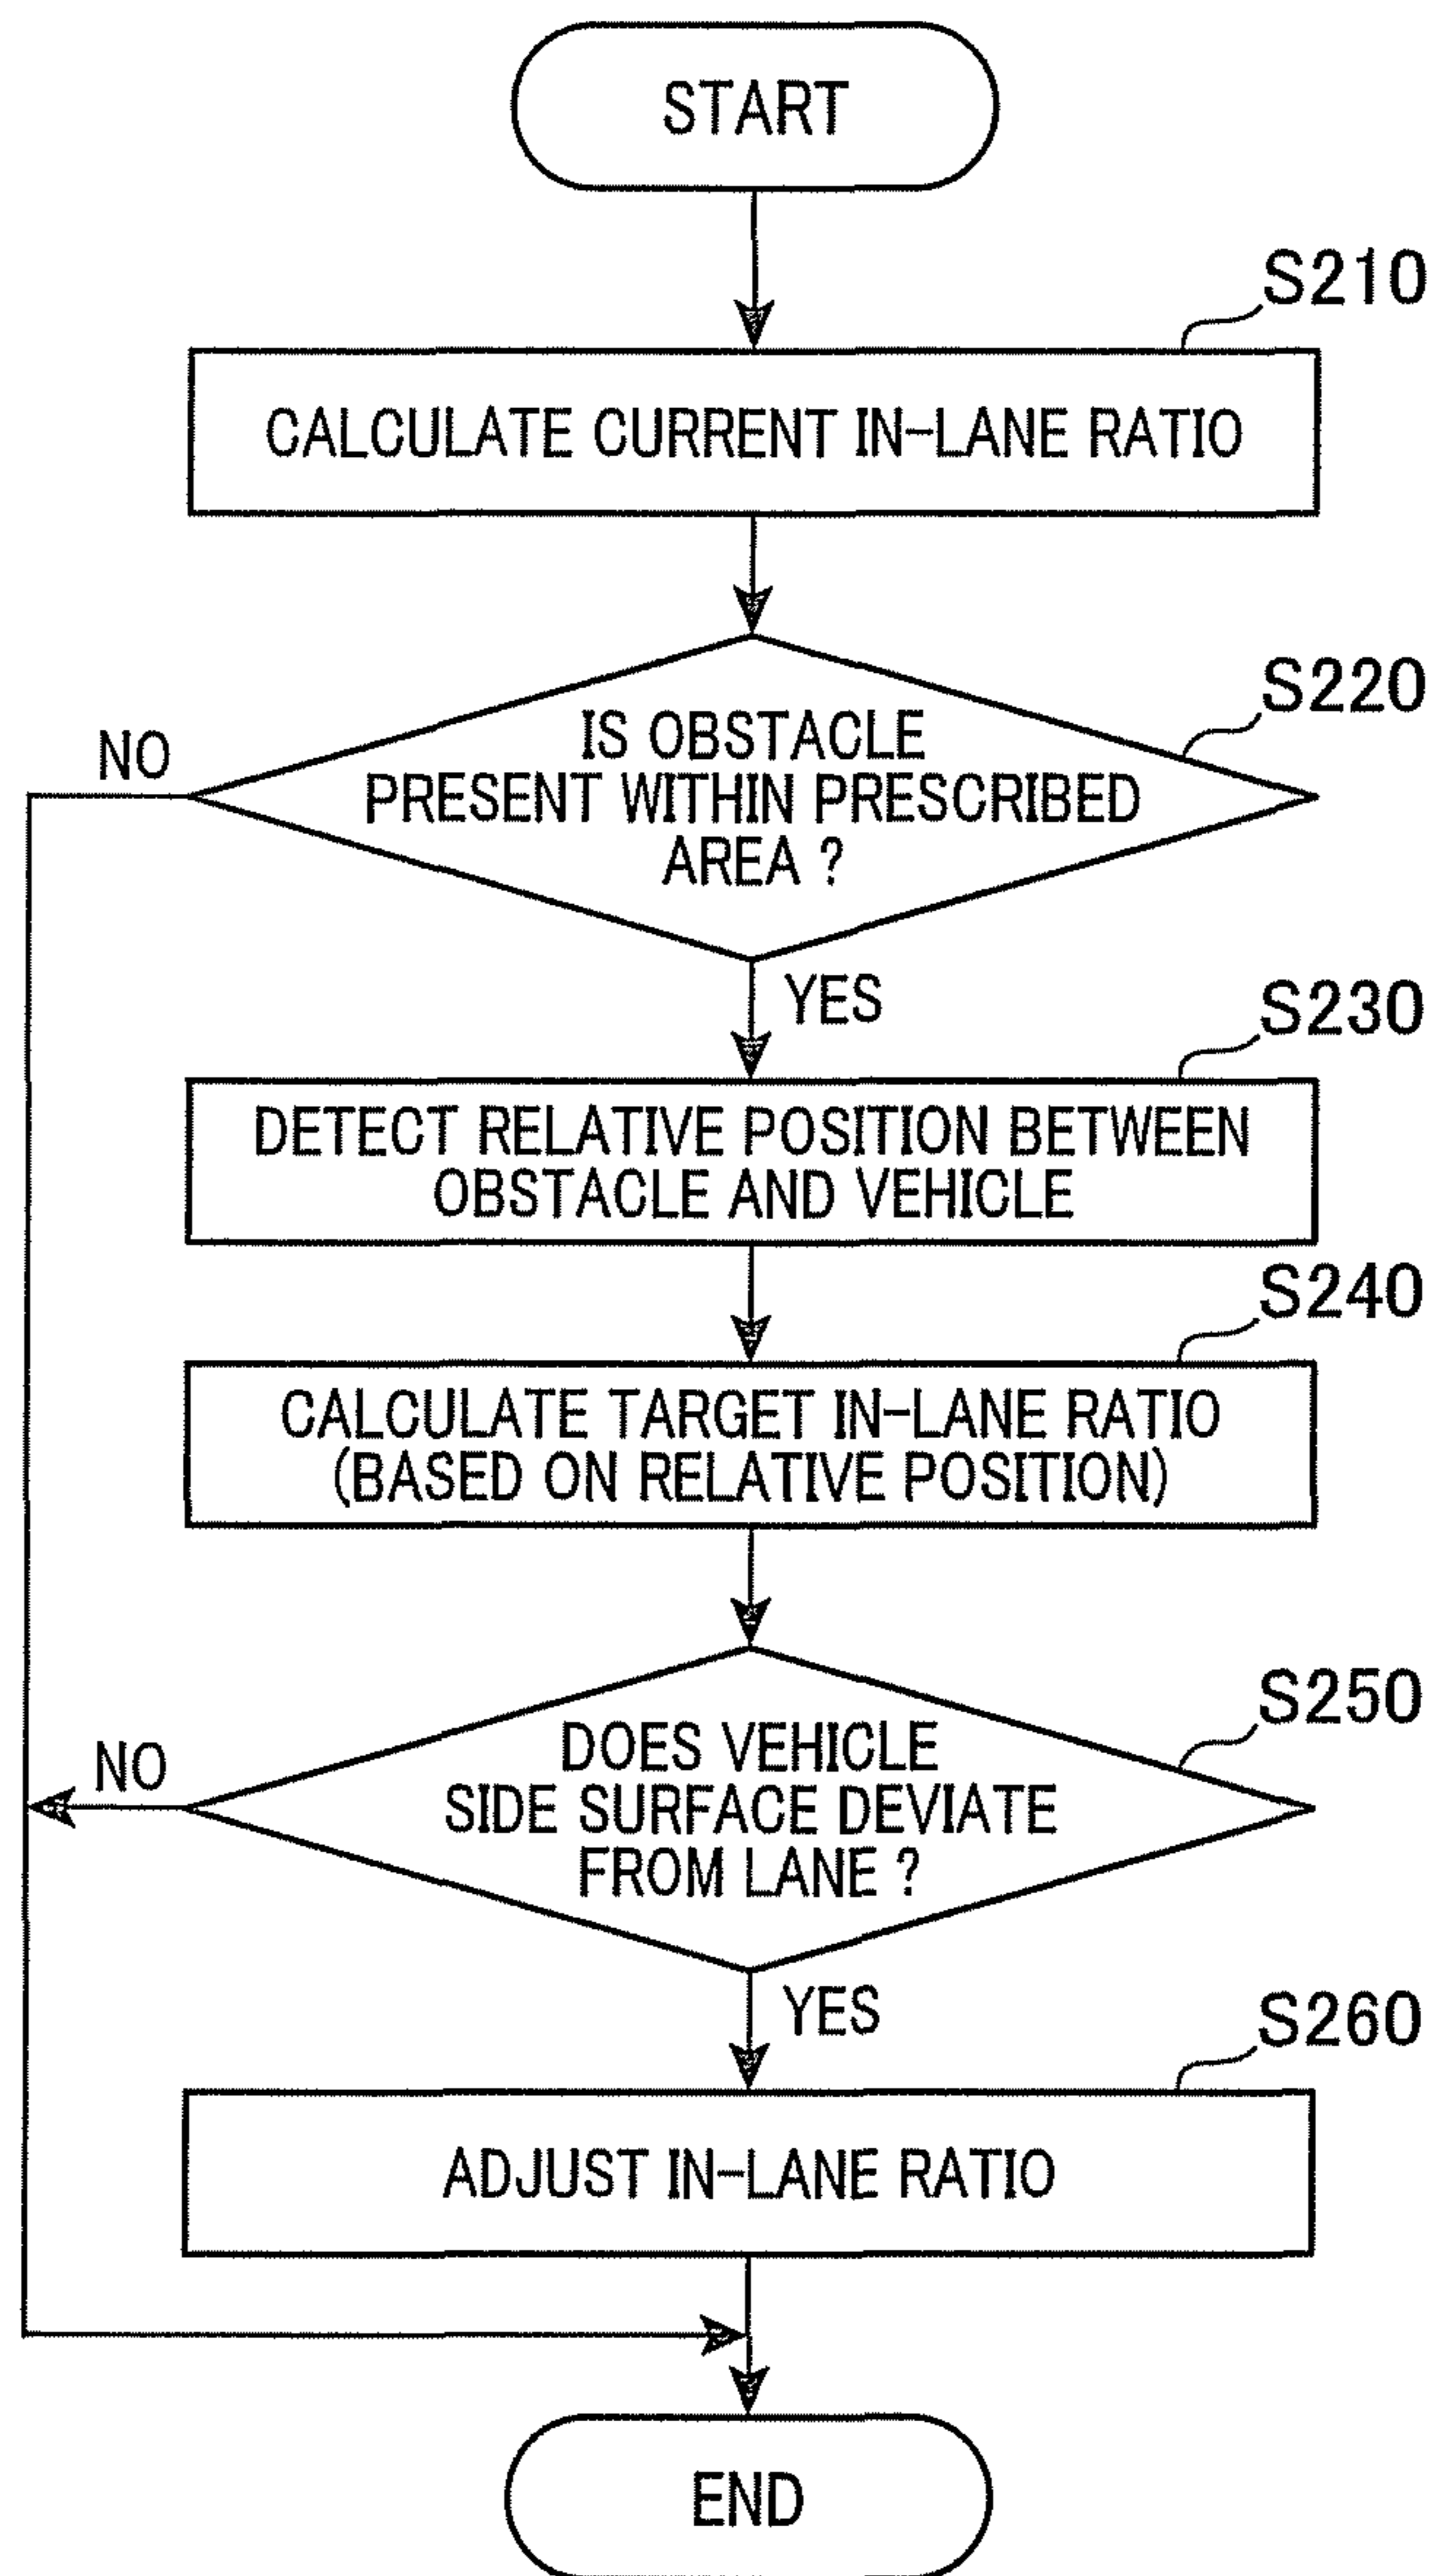 START
S210
CALCULATE CURRENT IN-LANE RATIO
S220
NO
IS OBSTACLE
PRESENT WITHIN PRESCRIBED
AREA ?
YES
S230
DETECT RELATIVE POSITION BETWEEN
OBSTACLE AND VEHICLE
S240
CALCULATE TARGET IN-LANE RATIO
(BASED ON RELATIVE POSITION)
S250
NO
DOES VEHICLE
SIDE SURFACE DEVIATE
FROM LANE ?
YES
S260
ADJUST IN-LANE RATIO
END